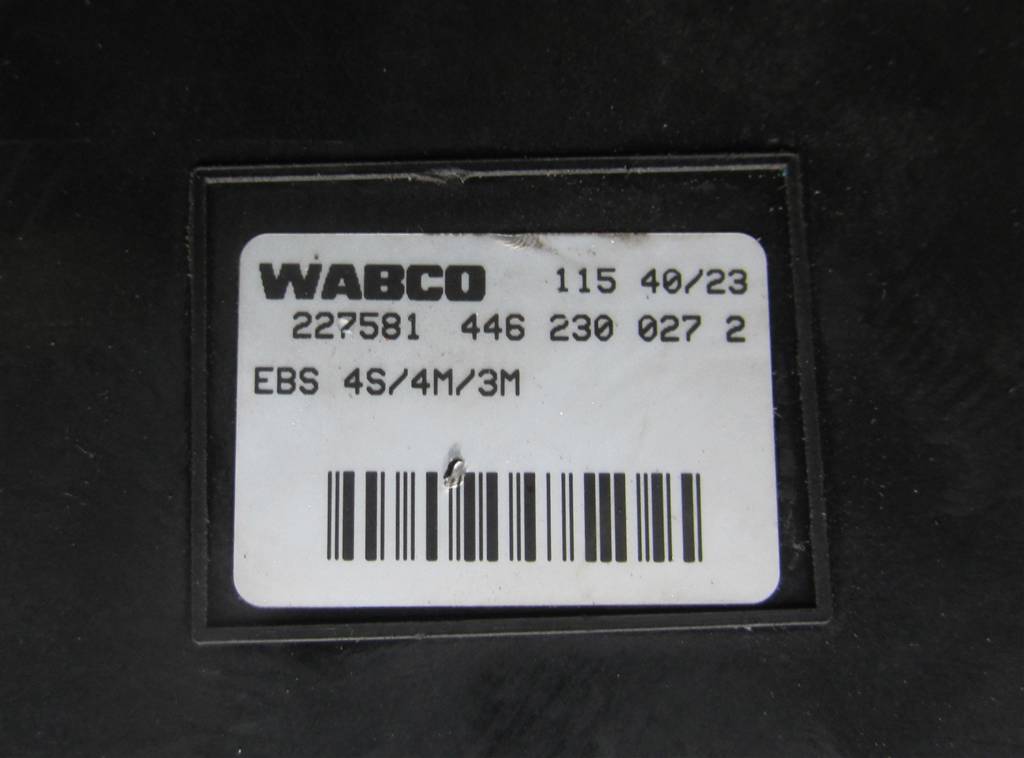 WABCO 115 40/23
227581 446 230 027 2
EBS 4S/4M/3M